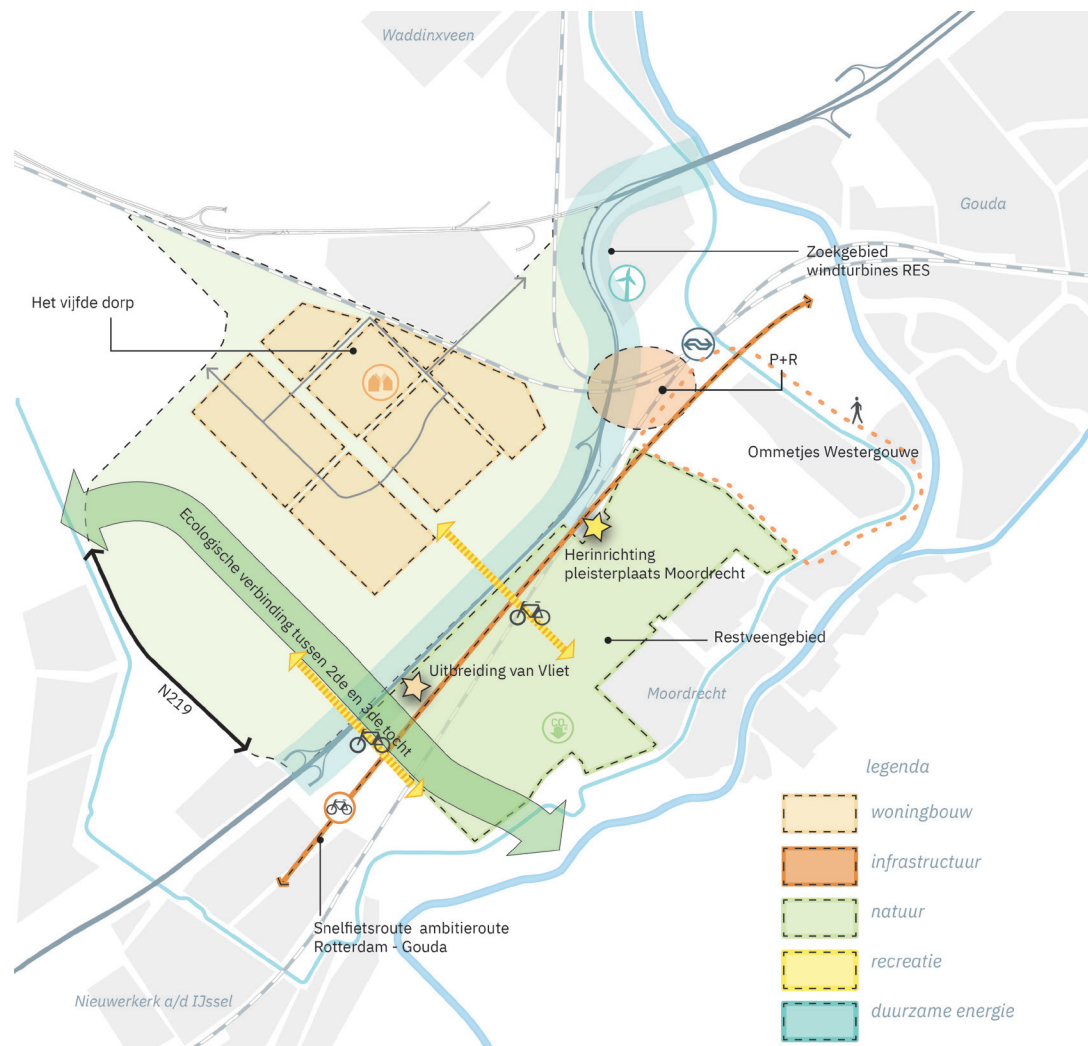 Waddinxveen
Gouda
Zoekgebied
windturbines RES
Het vijfde dorp
P+R
Ommetjes Westergouwe
Ecologische verbinding tussen 2de en 3de tocht
Herinrichting
pleisterplaats Moordrecht
Restveengebied
Uitbreiding van Vliet
Moordrecht
N219
CO2
Snelfietsroute ambitieroute
Rotterdam - Gouda
Nieuwerkerk a/d IJssel
legenda
woningbouw
infrastructuur
natuur
recreatie
duurzame energie